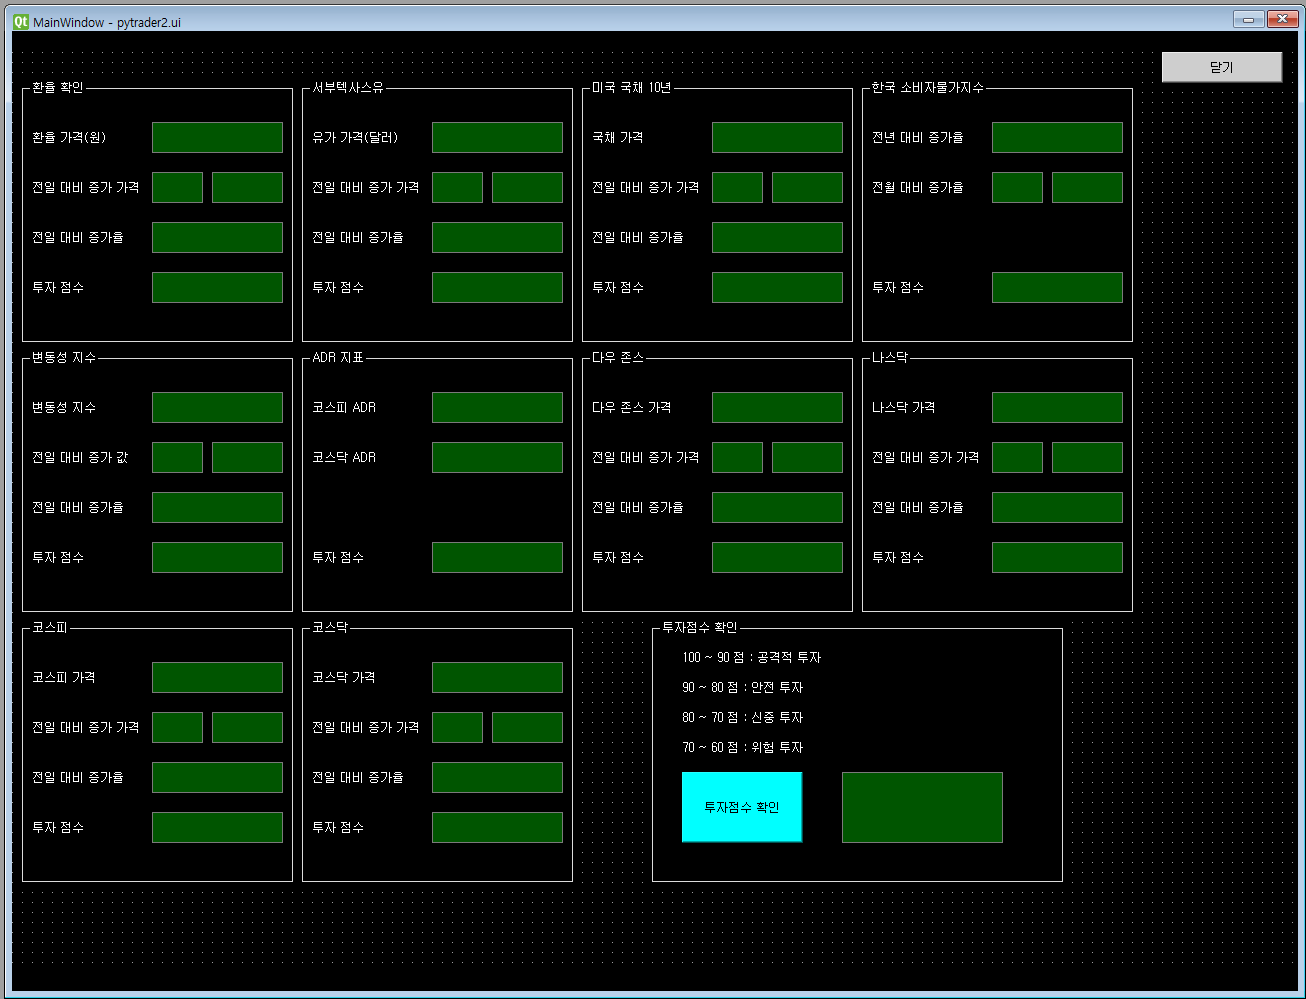 Qt MainWindow - pytrader2.ui
닫기
환율 확인
환율 가격(원)
전일 대비 증가 가격
전일 대비 증가율
투자 점수
서부텍사스유
유가 가격(달러)
전일 대비 증가 가격
전일 대비 증가율
투자 점수
미국 국채 10년
국채 가격
전일 대비 증가 가격
전일 대비 증가율
투자 점수
한국 소비자물가지수
전년 대비 증가율
전월 대비 증가율
투자 점수
변동성 지수
변동성 지수
전일 대비 증가 값
전일 대비 증가율
투자 점수
ADR 지표
코스피 ADR
코스닥 ADR
투자 점수
다우 존스
다우 존스 가격
전일 대비 증가 가격
전일 대비 증가율
투자 점수
나스닥
나스닥 가격
전일 대비 증가 가격
전일 대비 증가율
투자 점수
코스피
코스피 가격
전일 대비 증가 가격
전일 대비 증가율
투자 점수
코스닥
코스닥 가격
전일 대비 증가 가격
전일 대비 증가율
투자 점수
투자점수 확인
100 ~ 90 점 : 공격적 투자
90 ~ 80 점 : 안전 투자
80 ~ 70 점 : 신중 투자
70 ~ 60 점 : 위험 투자
투자점수 확인